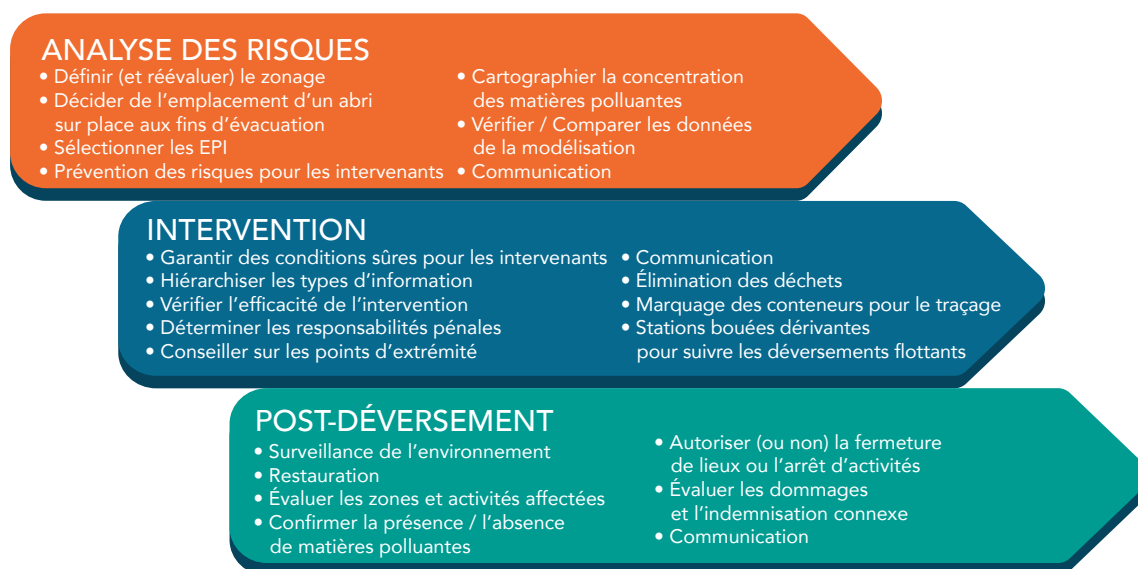 ANALYSE DES RISQUES
• Définir (et réévaluer) le zonage
• Décider de l'emplacement d'un abri
sur place aux fins d'évacuation
• Sélectionner les EPI
• Prévention des risques pour les intervenants
• Cartographier la concentration
des matières polluantes
• Vérifier / Comparer les données
de la modélisation
• Communication
INTERVENTION
• Garantir des conditions sûres pour les intervenants
• Hiérarchiser les types d'information
• Vérifier l'efficacité de l'intervention
• Déterminer les responsabilités pénales
• Conseiller sur les points d'extrémité
• Communication
• Élimination des déchets
• Marquage des conteneurs pour le traçage
• Stations bouées dérivantes
pour suivre les déversements flottants
POST-DÉVERSEMENT
• Surveillance de l'environnement
• Restauration
• Évaluer les zones et activités affectées
• Confirmer la présence / l'absence
de matières polluantes
• Autoriser (ou non) la fermeture
de lieux ou l'arrêt d'activités
• Évaluer les dommages
et l'indemnisation connexe
• Communication